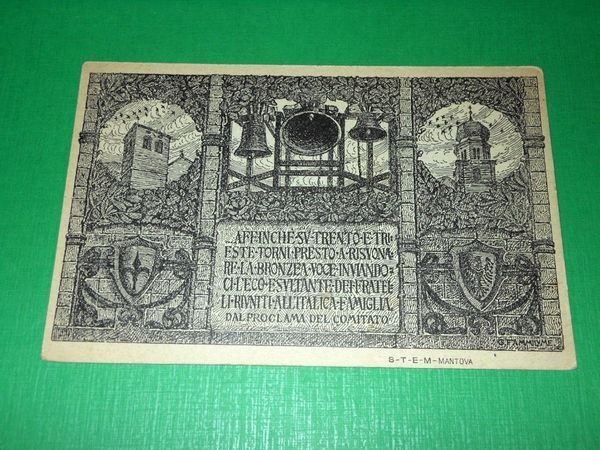 ...AFFINCHE·SV·TRENTO·E·TRI
ESTE·TORNI·PRESTO·A·RISVONA
RE·LA·BRONZEA·VOCE·INVIANDO=
CI·L'ECO·ESVLTANTE·DEI·FRATEL
LI·RIVNITI·ALL'ITALICA·FAMIGLIA,
DAL PROCLAMA DEL COMITATO
S-T-E-M-MANTOVA